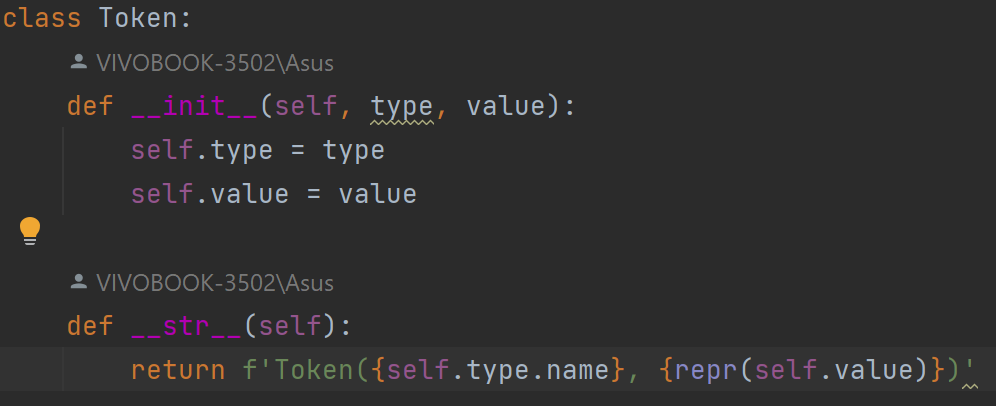 class Token:
VIVOBOOK-3502\Asus
def __init__(self, type, value):
self.type = type
self.value = value
VIVOBOOK-3502\Asus
def __str__(self):
return f'Token({self.type.name}, {repr(self.value)})'